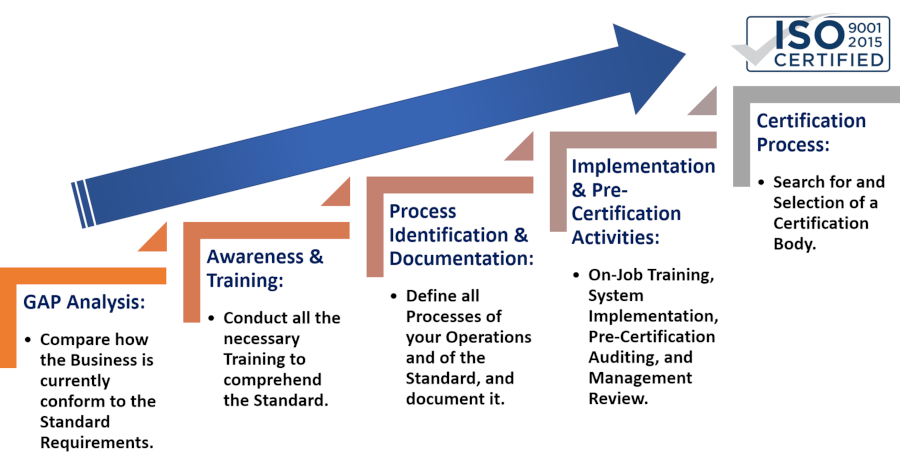 ISO 9001
2015
CERTIFIED
GAP Analysis:
• Compare how
the Business is
currently
conform to the
Standard
Requirements.
Awareness &
Training:
• Conduct all the
necessary
Training to
comprehend
the Standard.
Process
Identification &
Documentation:
• Define all
Processes of
your Operations
and of the
Standard, and
document it.
Implementation
& Pre-
Certification
Activities:
• On-Job Training,
System
Implementation,
Pre-Certification
Auditing, and
Management
Review.
Certification
Process:
• Search for and
Selection of a
Certification
Body.